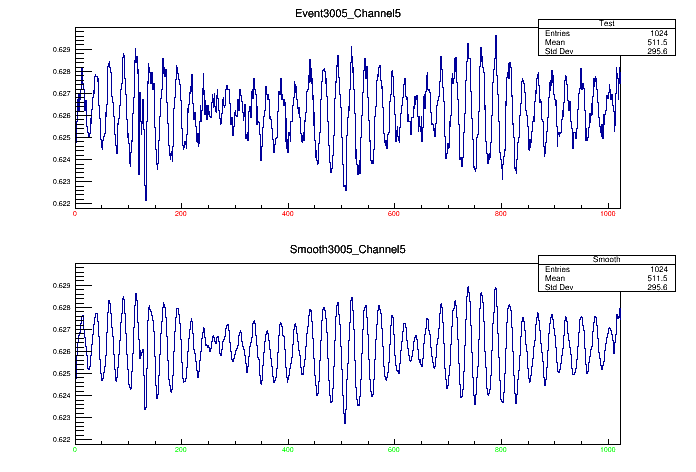 Event3005_Channel5
Test
Entries 1024
Mean 511.5
Std Dev 295.6
0.629
0.628
0.627
0.626
0.625
0.624
0.623
0.622
0 200 400 600 800 1000
Smooth3005_Channel5
Smooth
Entries 1024
Mean 511.5
Std Dev 295.6
0.629
0.628
0.627
0.626
0.625
0.624
0.623
0.622
0 200 400 600 800 1000